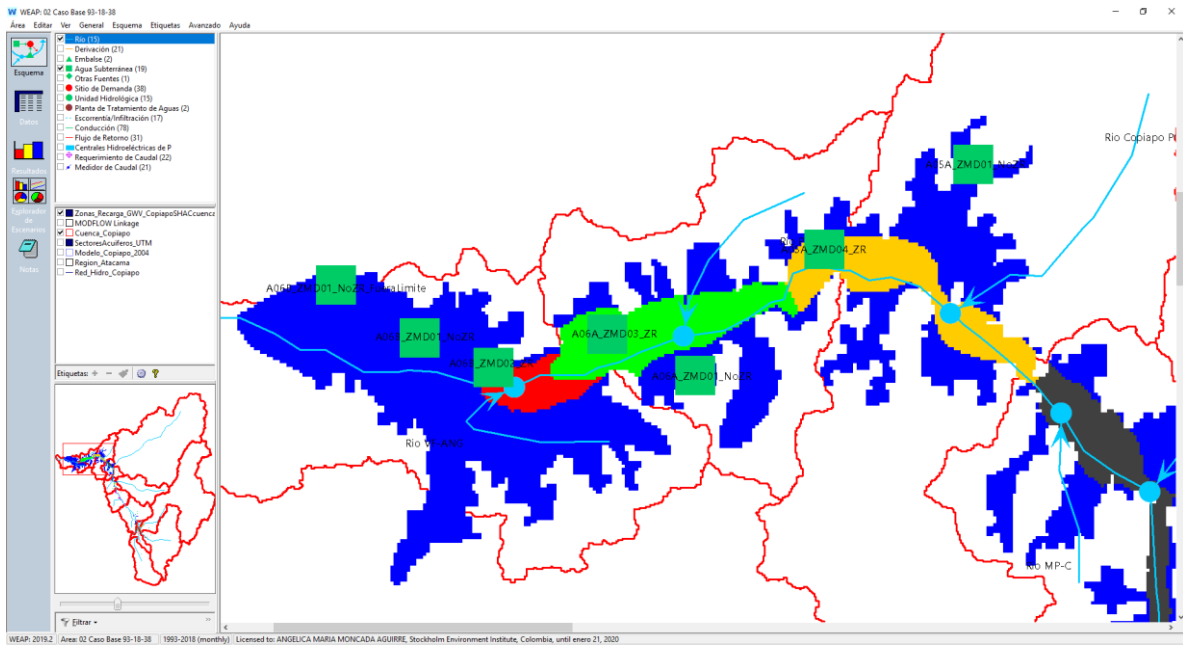 WEAP: 02 Caso Base 93-18-38
Área Editar Ver General Esquema Etiquetas Avanzado Ayuda
Esquema
Datos
Resultados
Explorador
de
Escenarios
Notas
Río (15)
Derivación (21)
Embalse (2)
Agua Subterránea (19)
Otras Fuentes (1)
Sitio de Demanda (38)
Unidad Hidrológica (15)
Planta de Tratamiento de Aguas (2)
Escorrentía/Infiltración (17)
Conducción (78)
Flujo de Retorno (31)
Centrales Hidroeléctricas de P
Requerimiento de Caudal (22)
Medidor de Caudal (21)
Zonas_Recarga_GWV_CopiapoSHACcuenca
MODFLOW Linkage
Cuenca_Copiapo
SectoresAcuiferos_UTM
Modelo_Copiapo_2004
Region_Atacama
Red_Hidro_Copiapo
Etiquetas:
Filtrar
Rio Copiapo
A05A_ZMD01_NoZR
A05A_ZMD04_ZR
A06B_ZMD01_NoZR_FueraLimite
A06B_ZMD01_NoZR
A06A_ZMD03_ZR
A06B_ZMD02_ZR
A06A_ZMD01_NoZR
Rio VF-ANG
Rio MP-C
WEAP: 2019.2 Area: 02 Caso Base 93-18-38 1993-2018 (monthly) Licensed to: ANGELICA MARIA MONCADA AGUIRRE, Stockholm Environment Institute, Colombia, until enero 21, 2020